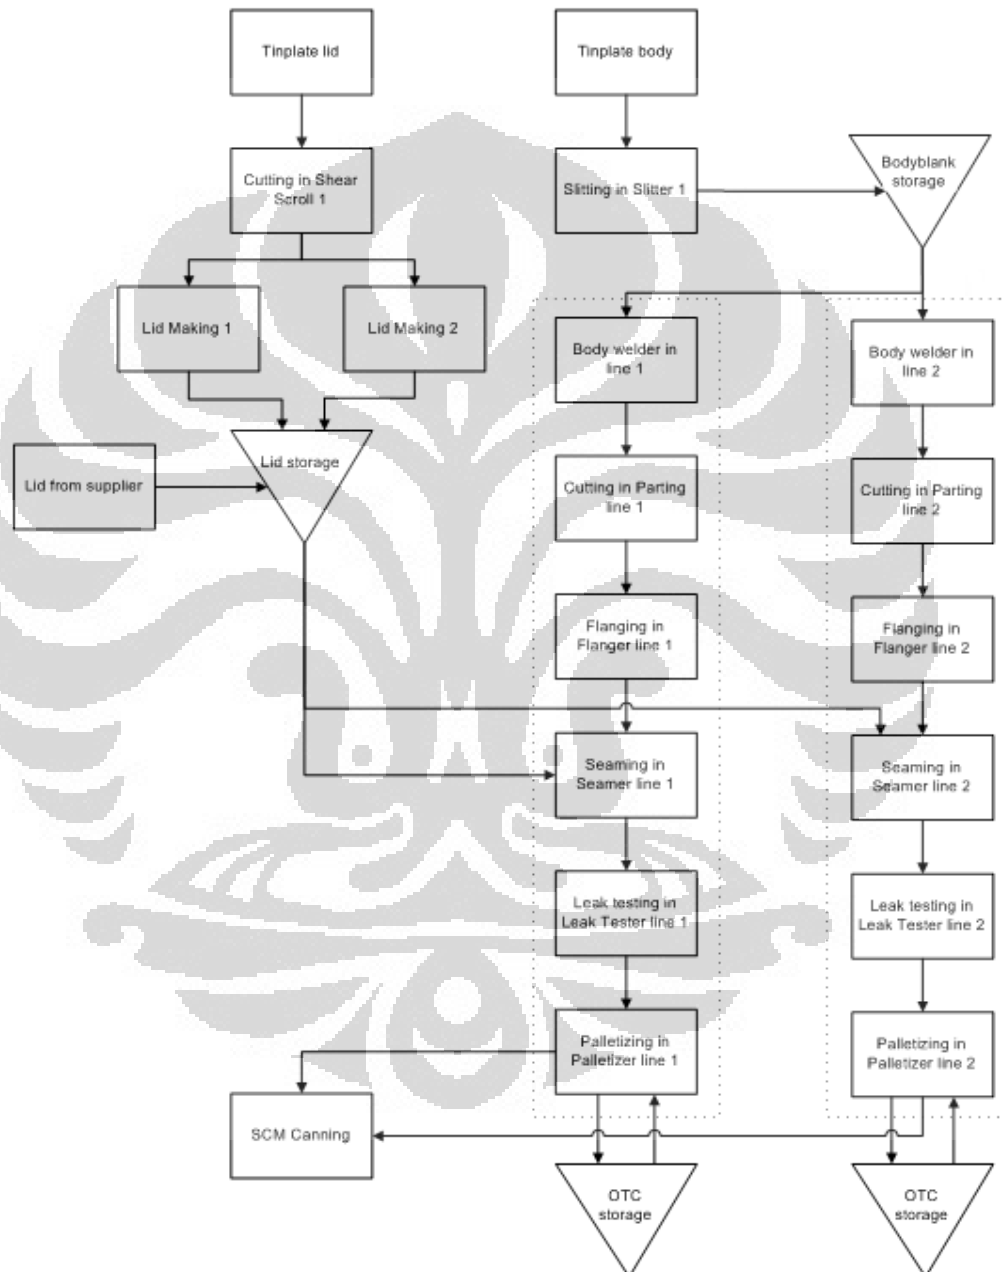 Tinplate lid
Tinplate body
Cutting in Shear
Scroll 1
Slitting in Slitter 1
Bodyblank
storage
Lid Making 1
Lid Making 2
Body welder in
line 1
Body welder in
line 2
Lid storage
Lid from supplier
Cutting in Parting
line 1
Cutting in Parting
line 2
Flanging in
Flanger line 1
Flanging in
Flanger line 2
Seaming in
Seamer line 1
Seaming in
Seamer line 2
Leak testing in
Leak Tester line 1
Leak testing in
Leak Tester line 2
Palletizing in
Palletizer line 1
Palletizing in
Palletizer line 2
SCM Canning
OTC
storage
OTC
storage